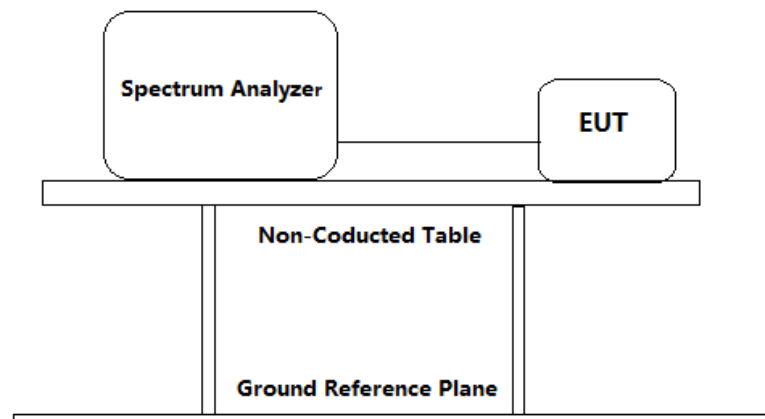 Spectrum Analyzer
EUT
Non-Coducted Table
Ground Reference Plane